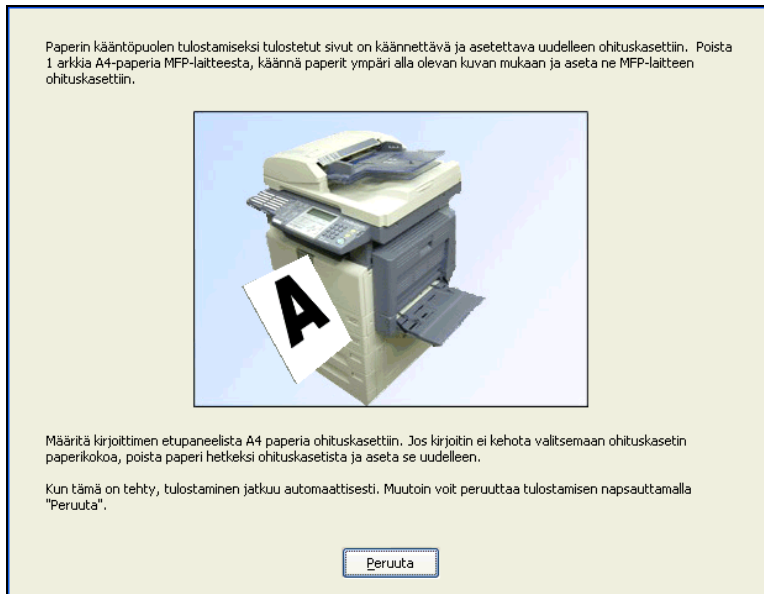 Paperin kääntöpuolen tulostamiseksi tulostetut sivut on käännettävä ja asetettava uudelleen ohituskasettiin. Poista
1 arkkia A4-paperia MFP-laitteesta, käännä paperit ympäri alla olevan kuvan mukaan ja aseta ne MFP-laitteen
ohituskasettiin.
A
Määritä kirjoittimen etupaneelista A4 paperia ohituskasettiin. Jos kirjoitin ei kehota valitsemaan ohituskasetin
paperikokoa, poista paperi hetkeksi ohituskasetista ja aseta se uudelleen.
Kun tämä on tehty, tulostaminen jatkuu automaattisesti. Muutoin voit peruuttaa tulostamisen napsauttamalla
"Peruuta".
Peruuta